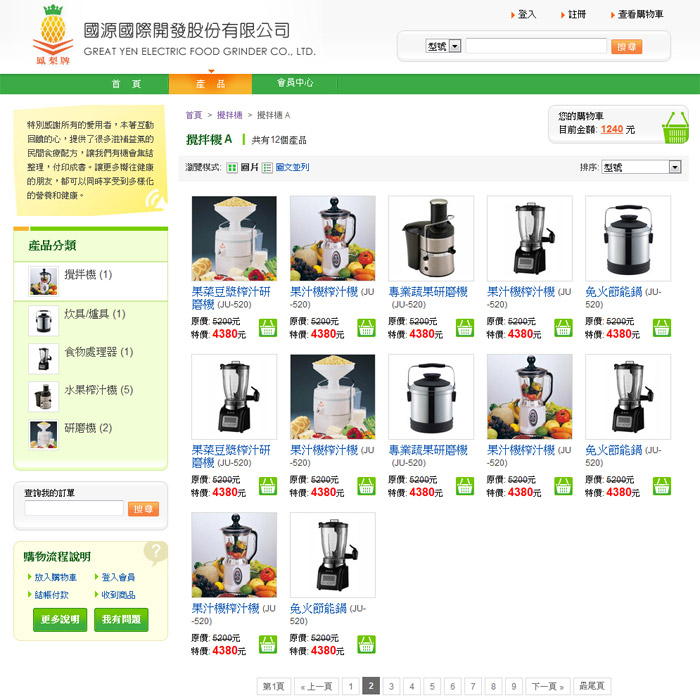 登入
註冊
查看購物車
國源國際開發股份有限公司
GREAT YEN ELECTRIC FOOD GRINDER CO., LTD.
鳳梨牌
型號
搜尋
首 頁
產 品
會員中心
特別感謝所有的愛用者,本著互動
回饋的心,提供了很多滋補益氣的
民間食療配方,讓我們有機會集結
整理,付印成書。讓更多嚮往健康
的朋友,都可以同時享受到多樣化
的營養和健康。
首頁 > 攪拌機 > 攪拌機 A
攪拌機 A
共有12個產品
您的購物車
目前金額: 1240 元
瀏覽模式:
圖片
圖文並列
排序:
型號
產品分類
攪拌機 (1)
炊具/爐具 (1)
食物處理器 (1)
水果榨汁機 (5)
研磨機 (2)
查詢我的訂單
搜尋
購物流程說明
放入購物車
登入會員
結帳付款
收到商品
更多說明
我有問題
果菜豆漿榨汁研
磨機 (JU-520)
原價: 5200元
特價: 4380元
果汁機榨汁機 (JU
-520)
原價: 5200元
特價: 4380元
專業蔬果研磨機
(JU-520)
原價: 5200元
特價: 4380元
果汁機榨汁機 (JU
-520)
原價: 5200元
特價: 4380元
免火節能鍋 (JU-
520)
原價: 5200元
特價: 4380元
果菜豆漿榨汁研
磨機 (JU-520)
原價: 5200元
特價: 4380元
果汁機榨汁機 (JU
-520)
原價: 5200元
特價: 4380元
專業蔬果研磨機
(JU-520)
原價: 5200元
特價: 4380元
果汁機榨汁機 (JU
-520)
原價: 5200元
特價: 4380元
免火節能鍋 (JU-
520)
原價: 5200元
特價: 4380元
果汁機榨汁機 (JU
-520)
原價: 5200元
特價: 4380元
免火節能鍋 (JU-
520)
原價: 5200元
特價: 4380元
第1頁
« 上一頁
1
2
3
4
5
6
7
8
9
下一頁 »
最尾頁